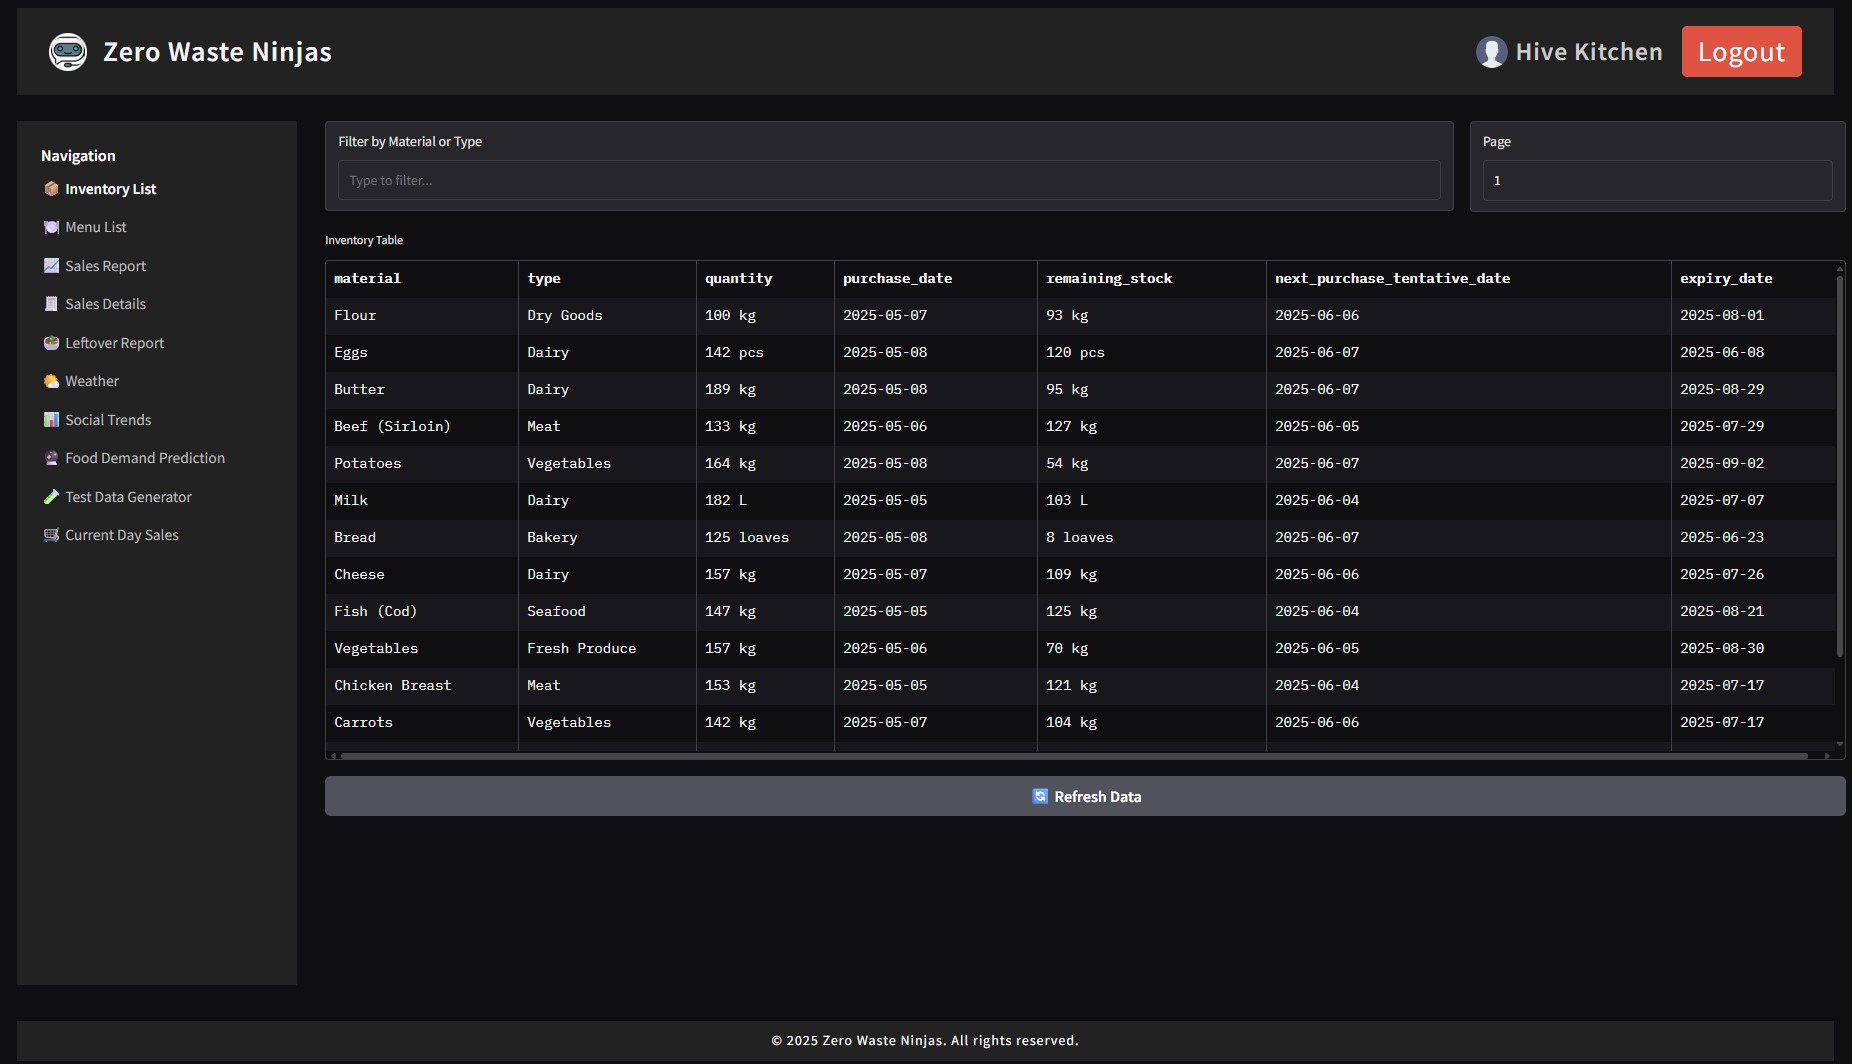 Zero Waste Ninjas
Hive Kitchen
Logout
Navigation
Inventory List
Menu List
Sales Report
Sales Details
Leftover Report
Weather
Social Trends
Food Demand Prediction
Test Data Generator
Current Day Sales
Filter by Material or Type
Type to filter...
Page
1
Inventory Table
material type quantity purchase_date remaining_stock next_purchase_tentative_date expiry_date
Flour Dry Goods 100 kg 2025-05-07 93 kg 2025-06-06 2025-08-01
Eggs Dairy 142 pcs 2025-05-08 120 pcs 2025-06-07 2025-06-08
Butter Dairy 189 kg 2025-05-08 95 kg 2025-06-07 2025-08-29
Beef (Sirloin) Meat 133 kg 2025-05-06 127 kg 2025-06-05 2025-07-29
Potatoes Vegetables 164 kg 2025-05-08 54 kg 2025-06-07 2025-09-02
Milk Dairy 182 L 2025-05-05 103 L 2025-06-04 2025-07-07
Bread Bakery 125 loaves 2025-05-08 8 loaves 2025-06-07 2025-06-23
Cheese Dairy 157 kg 2025-05-07 109 kg 2025-06-06 2025-07-26
Fish (Cod) Seafood 147 kg 2025-05-05 125 kg 2025-06-04 2025-08-21
Vegetables Fresh Produce 157 kg 2025-05-06 70 kg 2025-06-05 2025-08-30
Chicken Breast Meat 153 kg 2025-05-05 121 kg 2025-06-04 2025-07-17
Carrots Vegetables 142 kg 2025-05-07 104 kg 2025-06-06 2025-07-17
Refresh Data
© 2025 Zero Waste Ninjas. All rights reserved.